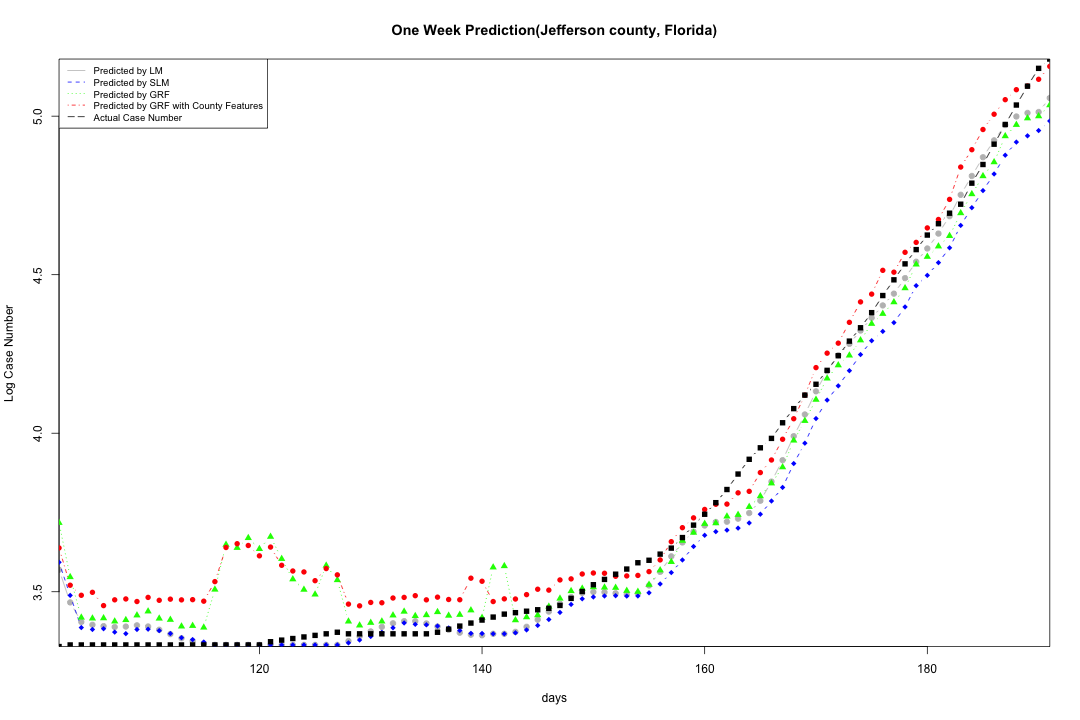 One Week Prediction(Jefferson county, Florida)
Predicted by LM
Predicted by SLM
Predicted by GRF
Predicted by GRF with County Features
Actual Case Number
5.0
4.5
4.0
3.5
Log Case Number
120 140 160 180
days